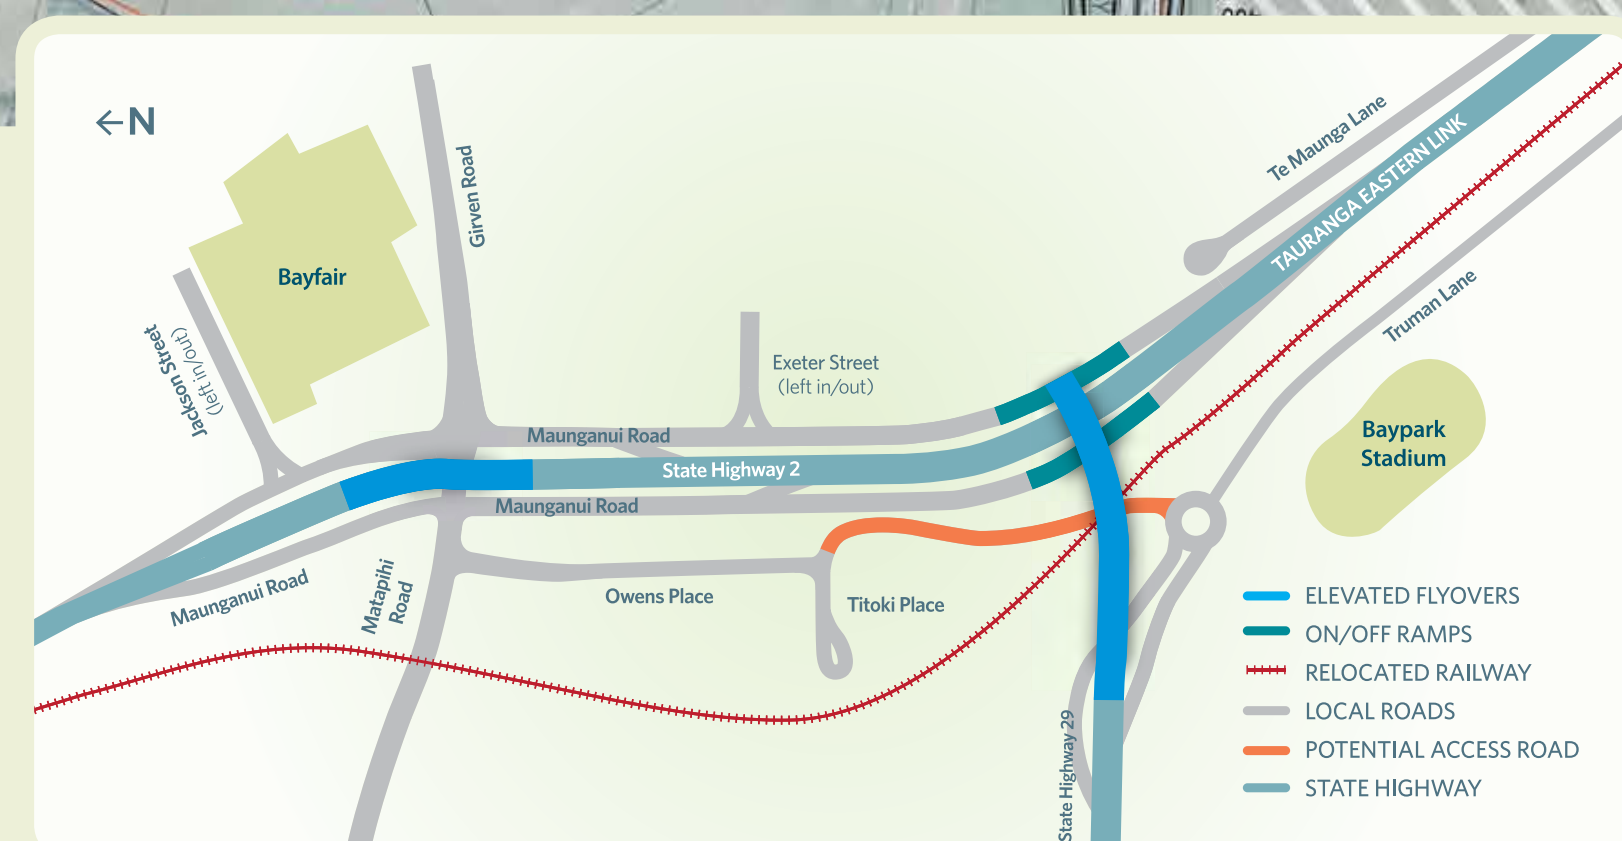 ←N
Te Maunga Lane
TAURANGA EASTERN LINK
Girven Road
Bayfair
Truman Lane
Jackson Street
(left in/out)
Exeter Street
(left in/out)
Maunganui Road
State Highway 2
Maunganui Road
Baypark
Stadium
Maunganui Road
Matapihi
Road
Owens Place
Titoki Place
State Highway 29
ELEVATED FLYOVERS
ON/OFF RAMPS
RELOCATED RAILWAY
LOCAL ROADS
POTENTIAL ACCESS ROAD
STATE HIGHWAY